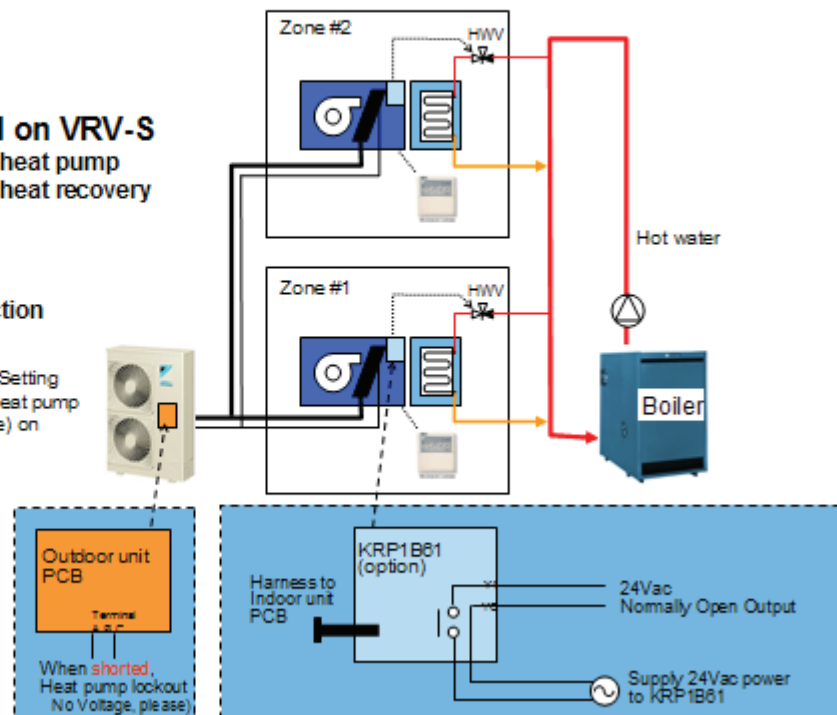 l on VRV-S
heat pump
heat recovery
ction
Setting
eat pump
e) on
Zone #2
HWV
Hot water
Zone #1
HWV
Boiler
Outdoor unit
PCB
Terminal
A B C
When shorted,
Heat pump lockout
No Voltage, please)
Harness to
Indoor unit
PCB
KRP1B61
(option)
24Vac
Normally Open Output
Supply 24Vac power
to KRP1B61